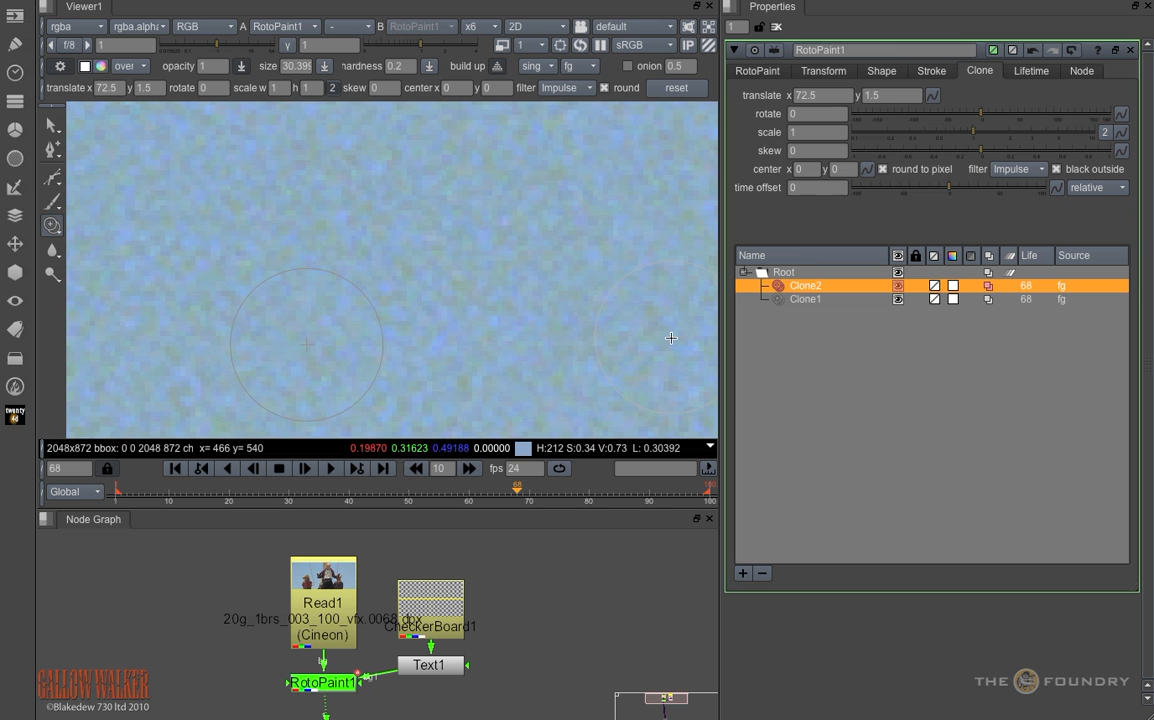 Viewer1
Properties
rgba rgba.alpha RGB A RotoPaint1 - B RotoPaint1 x6 2D default
1
f/8 1 γ 1 1 sRGB IP
RotoPaint1 ?
over opacity 1 size 30.395 hardness 0.2 build up sing fg onion 0.5
RotoPaint Transform Shape Stroke Clone Lifetime Node
translate x 72.5 y 1.5 rotate 0 scale w 1 h 1 2 skew 0 center x 0 y 0 filter Impulse round reset
translate x 72.5 y 1.5
rotate 0
scale 1 2
skew 0
center x 0 y 0 round to pixel filter Impulse black outside
time offset 0 relative
Name Life Source
Root
Clone2 68 fg
Clone1 68 fg
2048x872 bbox: 0 0 2048 872 ch x= 466 y= 540 0.19870 0.31623 0.49188 0.00000 H:212 S:0.34 V:0.73 L: 0.30392
68 10 fps 24
Global 1 10 20 30 40 50 60 68 70 80 90 100 100
Node Graph
Read1
20g_1brs_003_100_vfx.0068.dpx
(Cineon)
CheckerBoard1
Text1
RotoPaint1
+ -
GALLOW WALKER
©Blakedew 730 ltd 2010
THE FOUNDRY